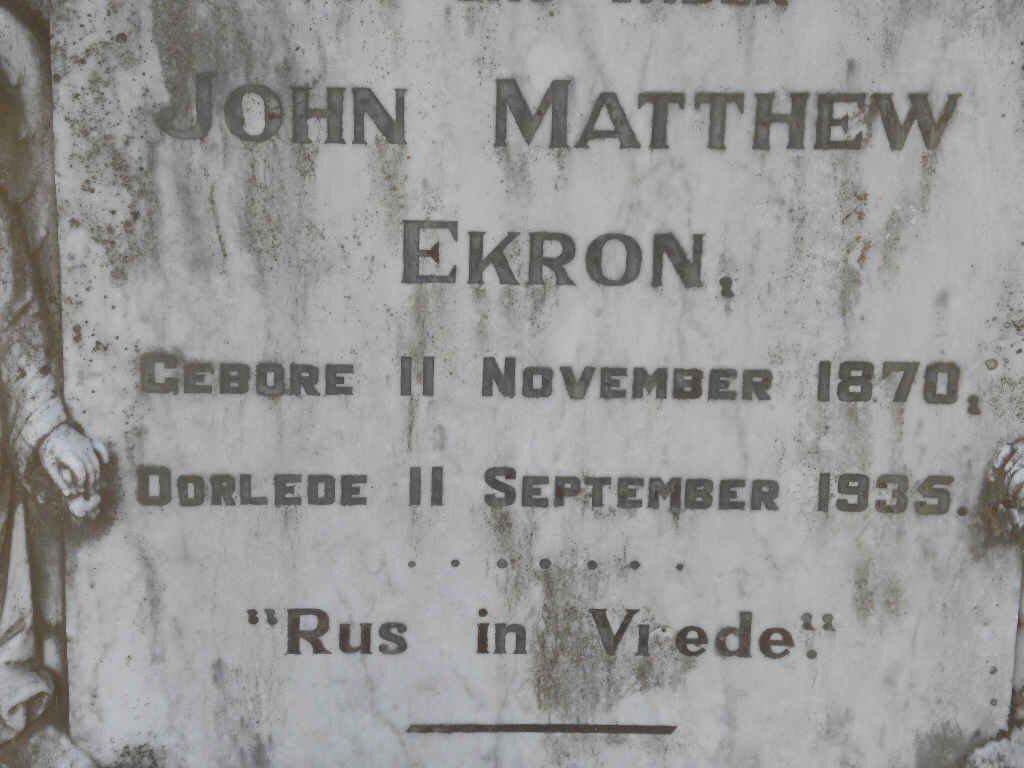 JOHN MATTHEW
EKRON,
GEBORE 11 NOVEMBER 1870,
OORLEDE 11 SEPTEMBER 1935.
.......
"Rus in Vrede."